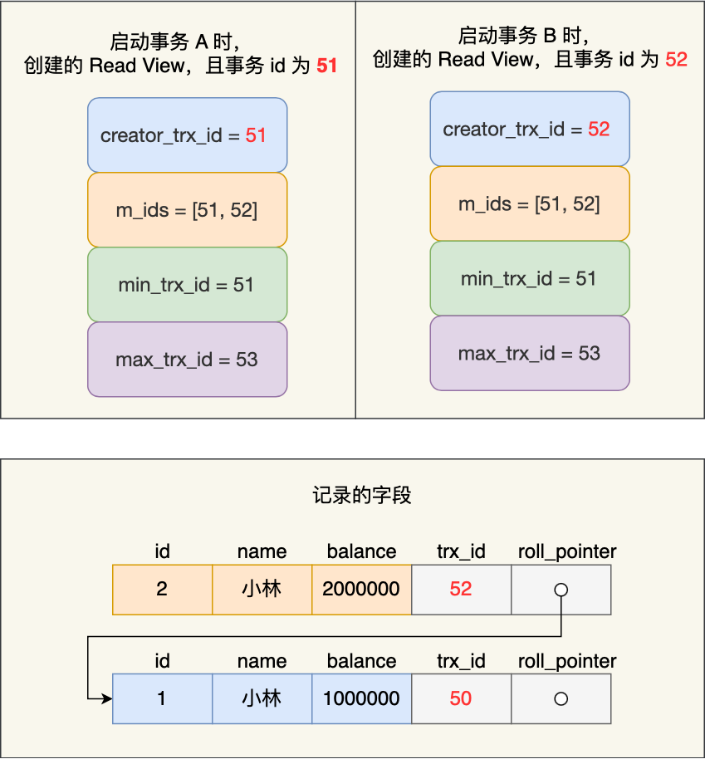 启动事务 A 时，
创建的 Read View，且事务 id 为 51
creator_trx_id = 51
m_ids = [51, 52]
min_trx_id = 51
max_trx_id = 53
启动事务 B 时，
创建的 Read View，且事务 id 为 52
creator_trx_id = 52
m_ids = [51, 52]
min_trx_id = 51
max_trx_id = 53
记录的字段
id name balance trx_id roll_pointer
2 小林 2000000 52
id name balance trx_id roll_pointer
1 小林 1000000 50